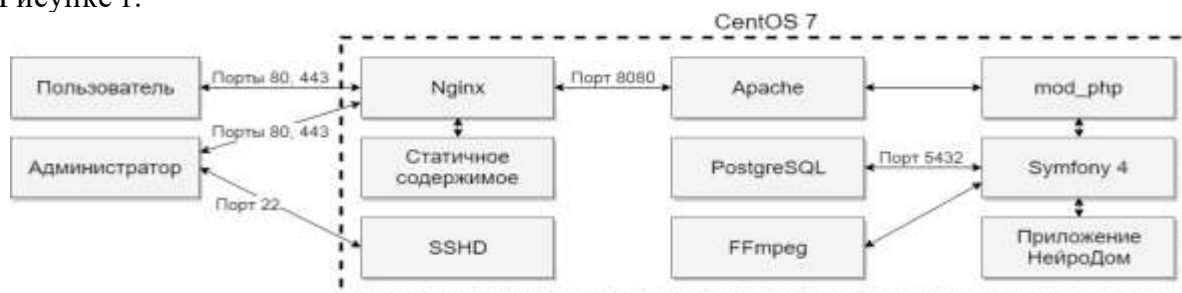 Рисунке 1.
CentOS 7
Пользователь
Порты 80, 443
Nginx
Порт 8080
Apache
mod_php
Порты 80, 443
Администратор
Статичное
содержимое
PostgreSQL
Порт 5432
Symfony 4
Порт 22
SSHD
FFmpeg
Приложение
НейроДом